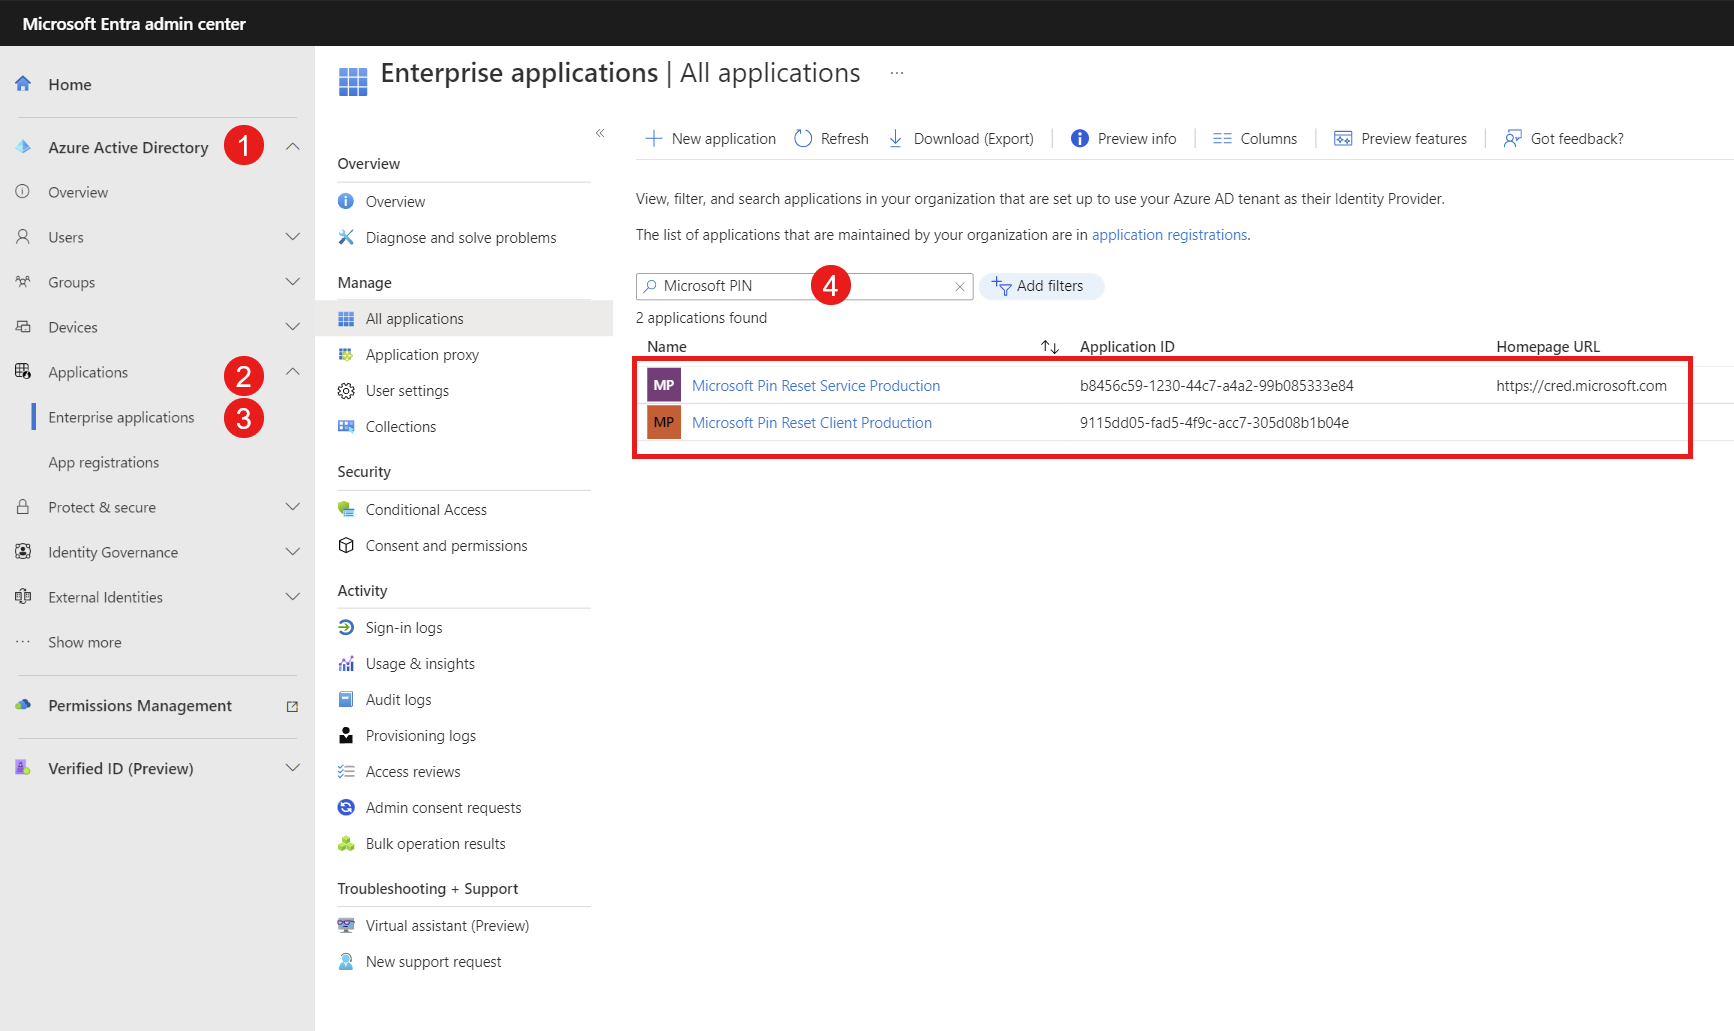 Microsoft Entra admin center
Home
Azure Active Directory 1
Overview
Users
Groups
Devices
Applications 2
Enterprise applications 3
App registrations
Protect & secure
Identity Governance
External Identities
Show more
Permissions Management
Verified ID (Preview)
Enterprise applications | All applications ...
Overview
Overview
Diagnose and solve problems
Manage
All applications
Application proxy
User settings
Collections
Security
Conditional Access
Consent and permissions
Activity
Sign-in logs
Usage & insights
Audit logs
Provisioning logs
Access reviews
Admin consent requests
Bulk operation results
Troubleshooting + Support
Virtual assistant (Preview)
New support request
New application Refresh Download (Export) Preview info Columns Preview features Got feedback?
View, filter, and search applications in your organization that are set up to use your Azure AD tenant as their Identity Provider.
The list of applications that are maintained by your organization are in application registrations.
Microsoft PIN 4 Add filters
2 applications found
Name Application ID Homepage URL
MP Microsoft Pin Reset Service Production b8456c59-1230-44c7-a4a2-99b085333e84 https://cred.microsoft.com
MP Microsoft Pin Reset Client Production 9115dd05-fad5-4f9c-acc7-305d08b1b04e